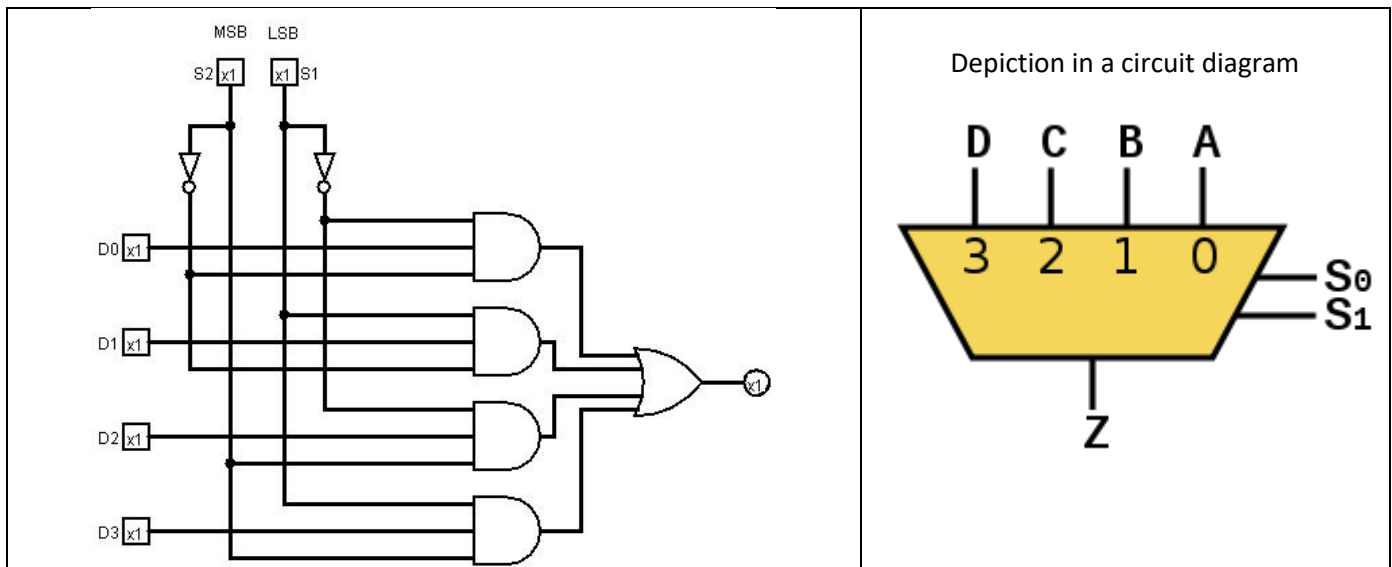 MSB LSB
S2 x1 x1 S1
D0 x1
D1 x1
x1
D2 x1
D3 x1
Depiction in a circuit diagram
D C B A
3 2 1 0
S0
S1
Z